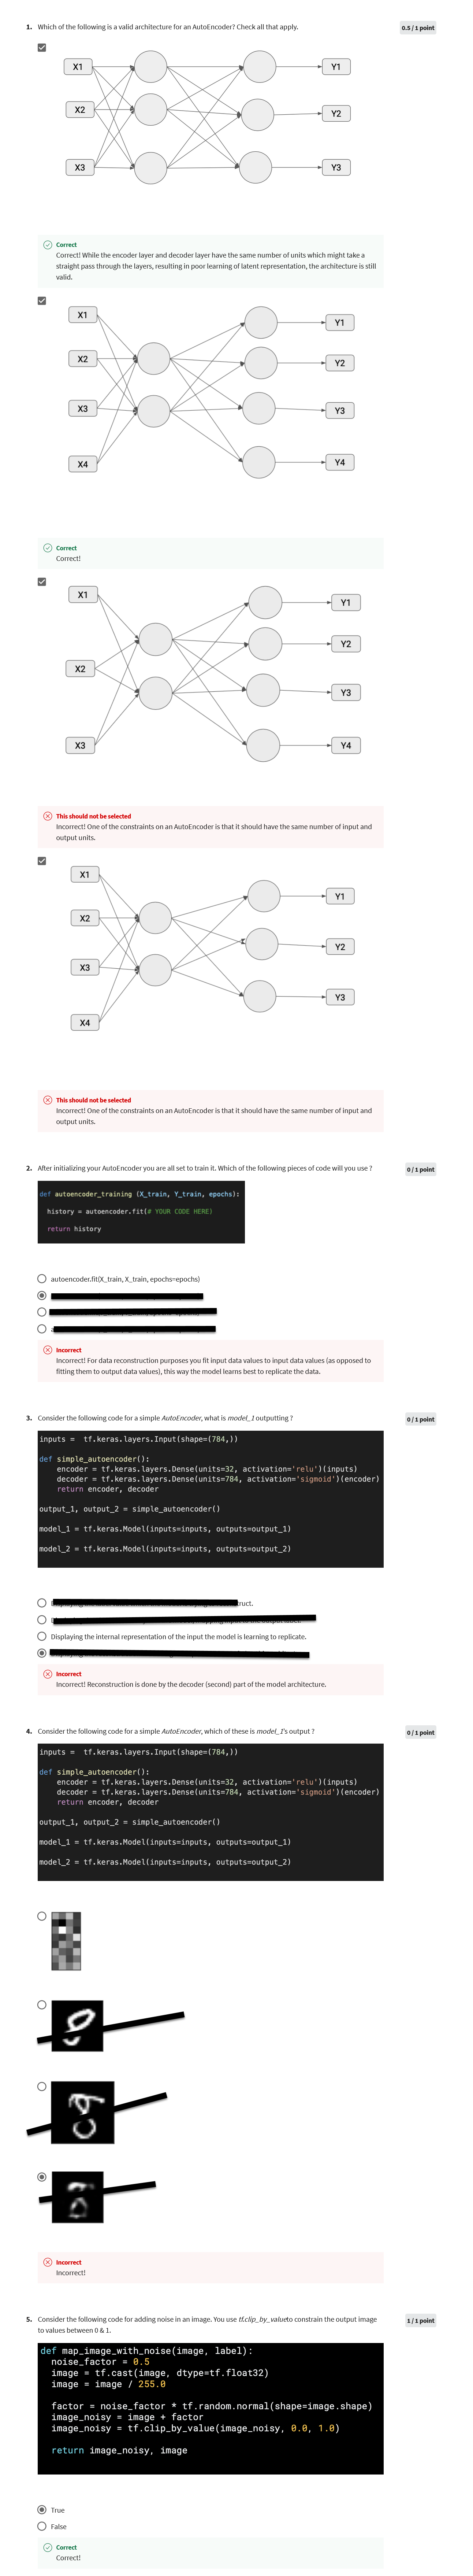 1. Which of the following is a valid architecture for an AutoEncoder? Check all that apply.
0.5 / 1 point
X1
Y1
X2
Y2
X3
Y3
Correct
Correct! While the encoder layer and decoder layer have the same number of units which might take a
straight pass through the layers, resulting in poor learning of latent representation, the architecture is still
valid.
X1
Y1
X2
Y2
X3
Y3
X4
Y4
Correct
Correct!
X1
Y1
Y2
X2
Y3
X3
Y4
This should not be selected
Incorrect! One of the constraints on an AutoEncoder is that it should have the same number of input and
output units.
X1
Y1
X2
Y2
X3
Y3
X4
This should not be selected
Incorrect! One of the constraints on an AutoEncoder is that it should have the same number of input and
output units.
2. After initializing your AutoEncoder you are all set to train it. Which of the following pieces of code will you use ?
0 / 1 point
def autoencoder_training (X_train, Y_train, epochs):
history = autoencoder.fit(# YOUR CODE HERE)
return history
autoencoder.fit(X_train, X_train, epochs=epochs)
Incorrect
Incorrect! For data reconstruction purposes you fit input data values to input data values (as opposed to
fitting them to output data values), this way the model learns best to replicate the data.
3. Consider the following code for a simple AutoEncoder, what is model_1 outputting ?
0 / 1 point
inputs = tf.keras.layers.Input(shape=(784,))
def simple_autoencoder():
encoder = tf.keras.layers.Dense(units=32, activation='relu')(inputs)
decoder = tf.keras.layers.Dense(units=784, activation='sigmoid')(encoder)
return encoder, decoder
output_1, output_2 = simple_autoencoder()
model_1 = tf.keras.Model(inputs=inputs, outputs=output_1)
model_2 = tf.keras.Model(inputs=inputs, outputs=output_2)
Displaying the internal representation of the input the model is learning to replicate.
Incorrect
Incorrect! Reconstruction is done by the decoder (second) part of the model architecture.
4. Consider the following code for a simple AutoEncoder, which of these is model_1's output ?
0 / 1 point
inputs = tf.keras.layers.Input(shape=(784,))
def simple_autoencoder():
encoder = tf.keras.layers.Dense(units=32, activation='relu')(inputs)
decoder = tf.keras.layers.Dense(units=784, activation='sigmoid')(encoder)
return encoder, decoder
output_1, output_2 = simple_autoencoder()
model_1 = tf.keras.Model(inputs=inputs, outputs=output_1)
model_2 = tf.keras.Model(inputs=inputs, outputs=output_2)
Incorrect
Incorrect!
5. Consider the following code for adding noise in an image. You use tf.clip_by_valueto constrain the output image
to values between 0 & 1.
1 / 1 point
def map_image_with_noise(image, label):
noise_factor = 0.5
image = tf.cast(image, dtype=tf.float32)
image = image / 255.0
factor = noise_factor * tf.random.normal(shape=image.shape)
image_noisy = image + factor
image_noisy = tf.clip_by_value(image_noisy, 0.0, 1.0)
return image_noisy, image
True
False
Correct
Correct!